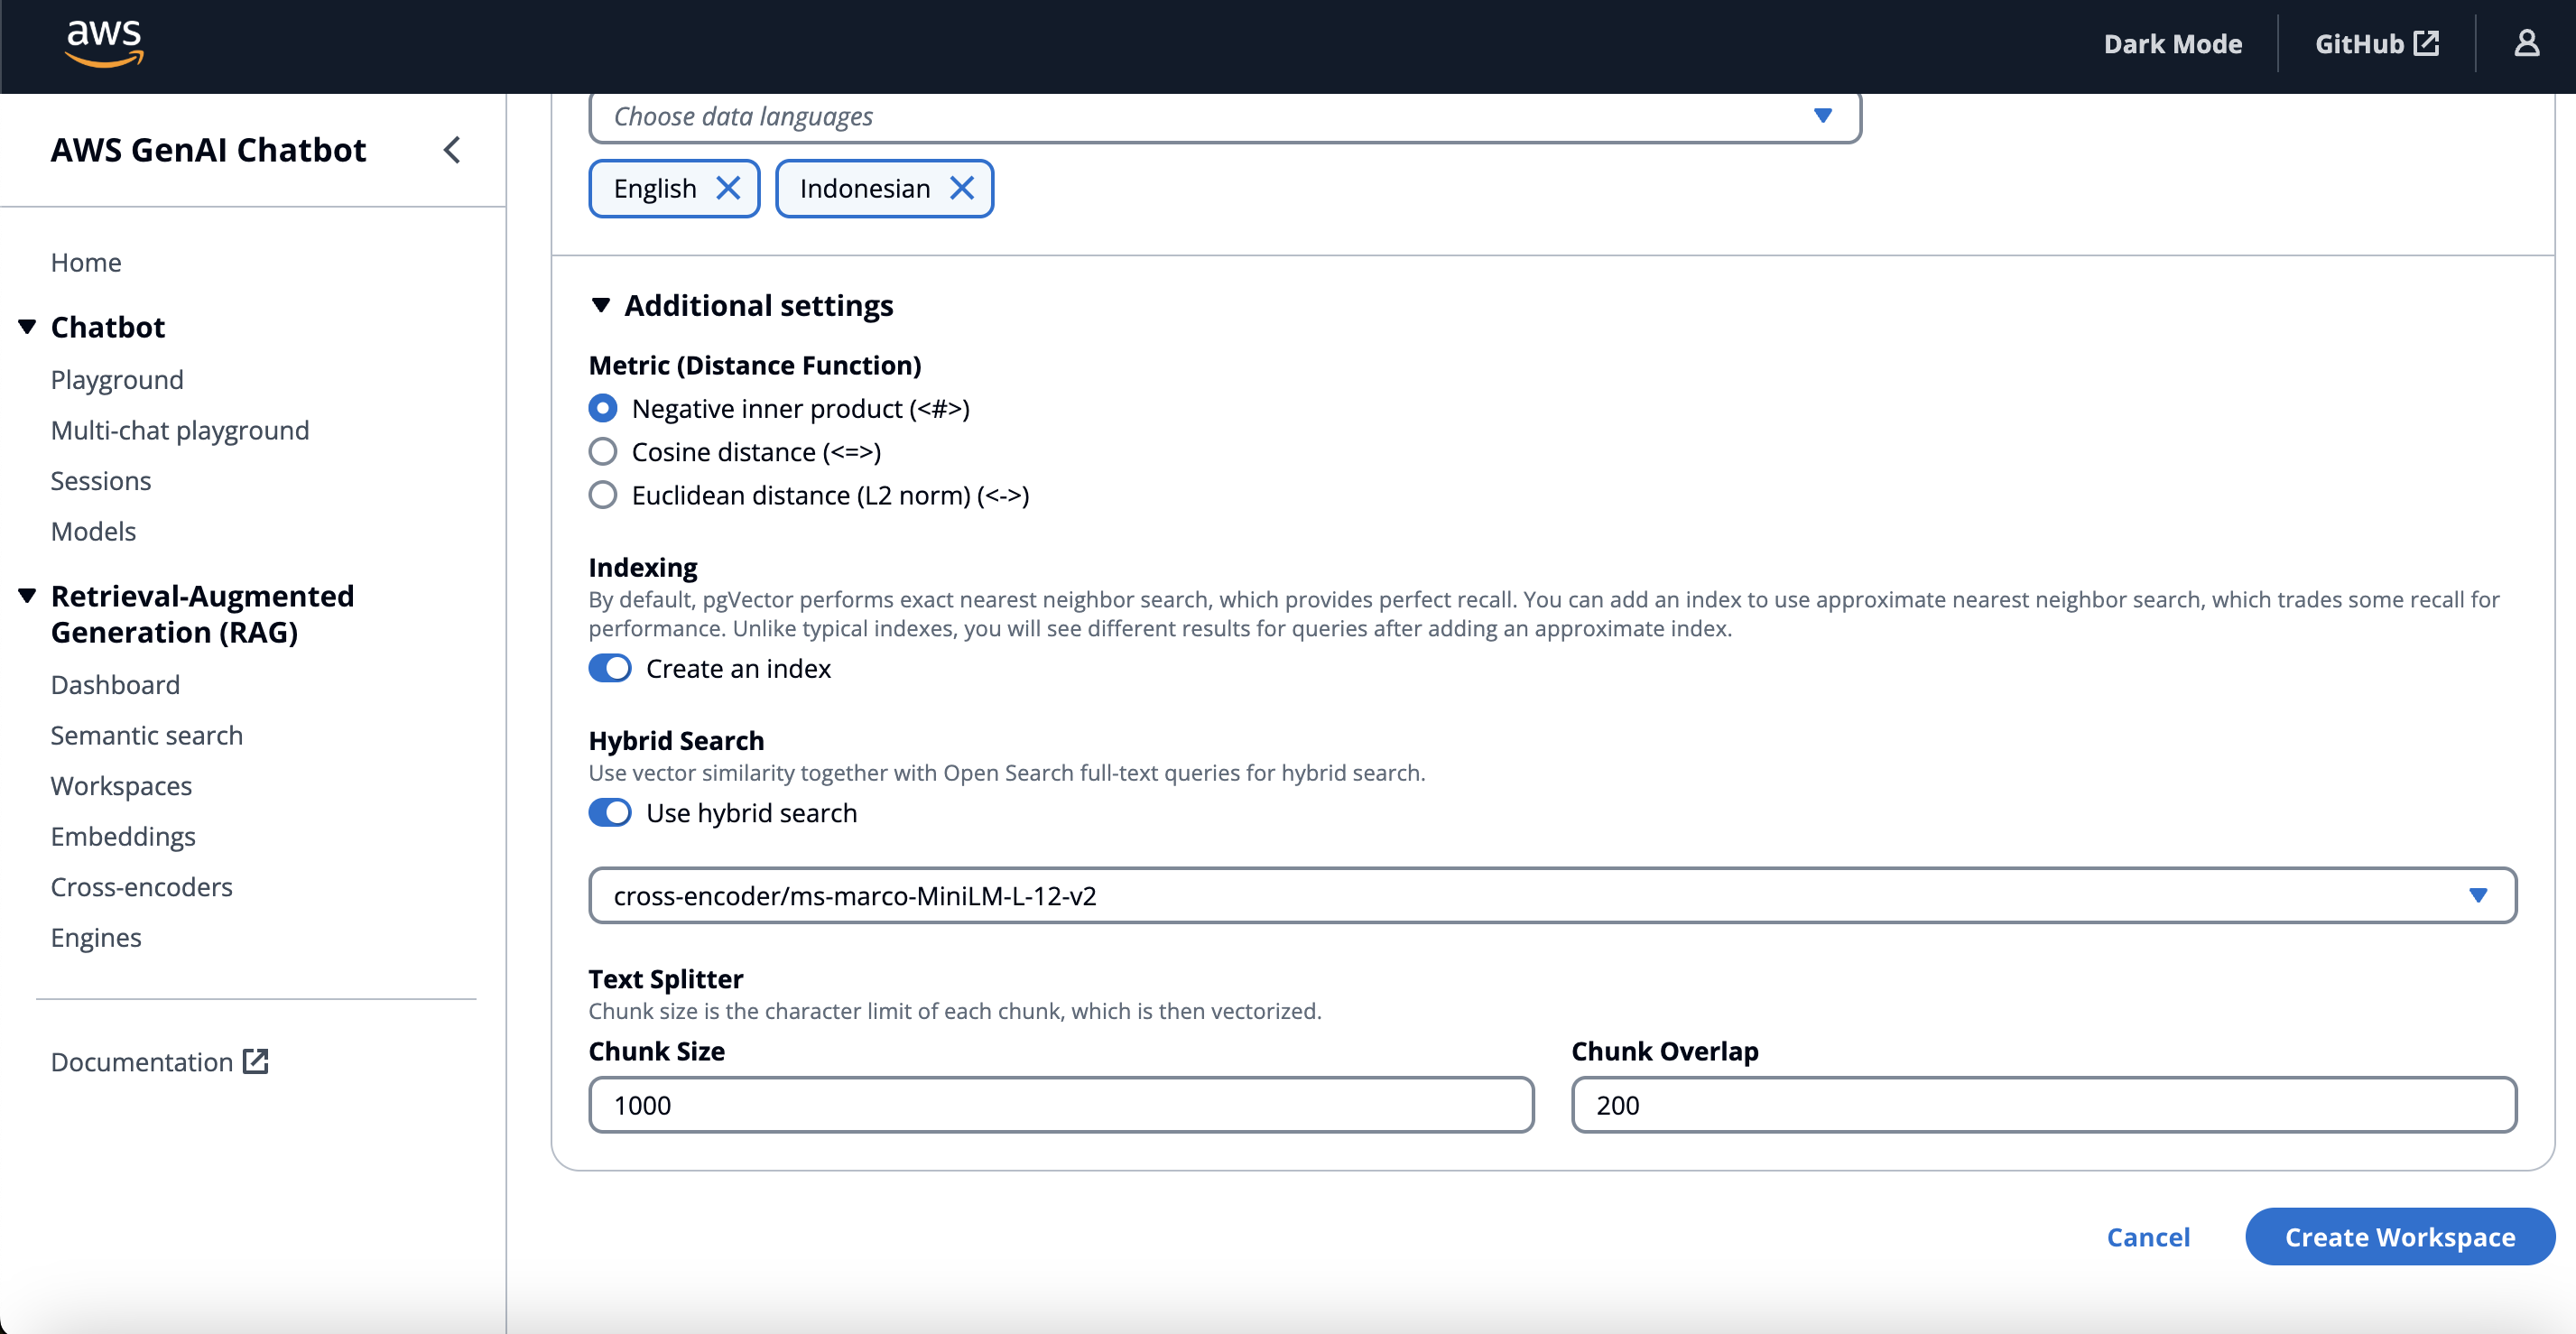 aws
Dark Mode
GitHub
AWS GenAI Chatbot
Home
Chatbot
Playground
Multi-chat playground
Sessions
Models
Retrieval-Augmented
Generation (RAG)
Dashboard
Semantic search
Workspaces
Embeddings
Cross-encoders
Engines
Documentation
Choose data languages
English
Indonesian
Additional settings
Metric (Distance Function)
Negative inner product (<#>)
Cosine distance (<=>)
Euclidean distance (L2 norm) (<->)
Indexing
By default, pgVector performs exact nearest neighbor search, which provides perfect recall. You can add an index to use approximate nearest neighbor search, which trades some recall for
performance. Unlike typical indexes, you will see different results for queries after adding an approximate index.
Create an index
Hybrid Search
Use vector similarity together with Open Search full-text queries for hybrid search.
Use hybrid search
cross-encoder/ms-marco-MiniLM-L-12-v2
Text Splitter
Chunk size is the character limit of each chunk, which is then vectorized.
Chunk Size
Chunk Overlap
1000
200
Cancel
Create Workspace